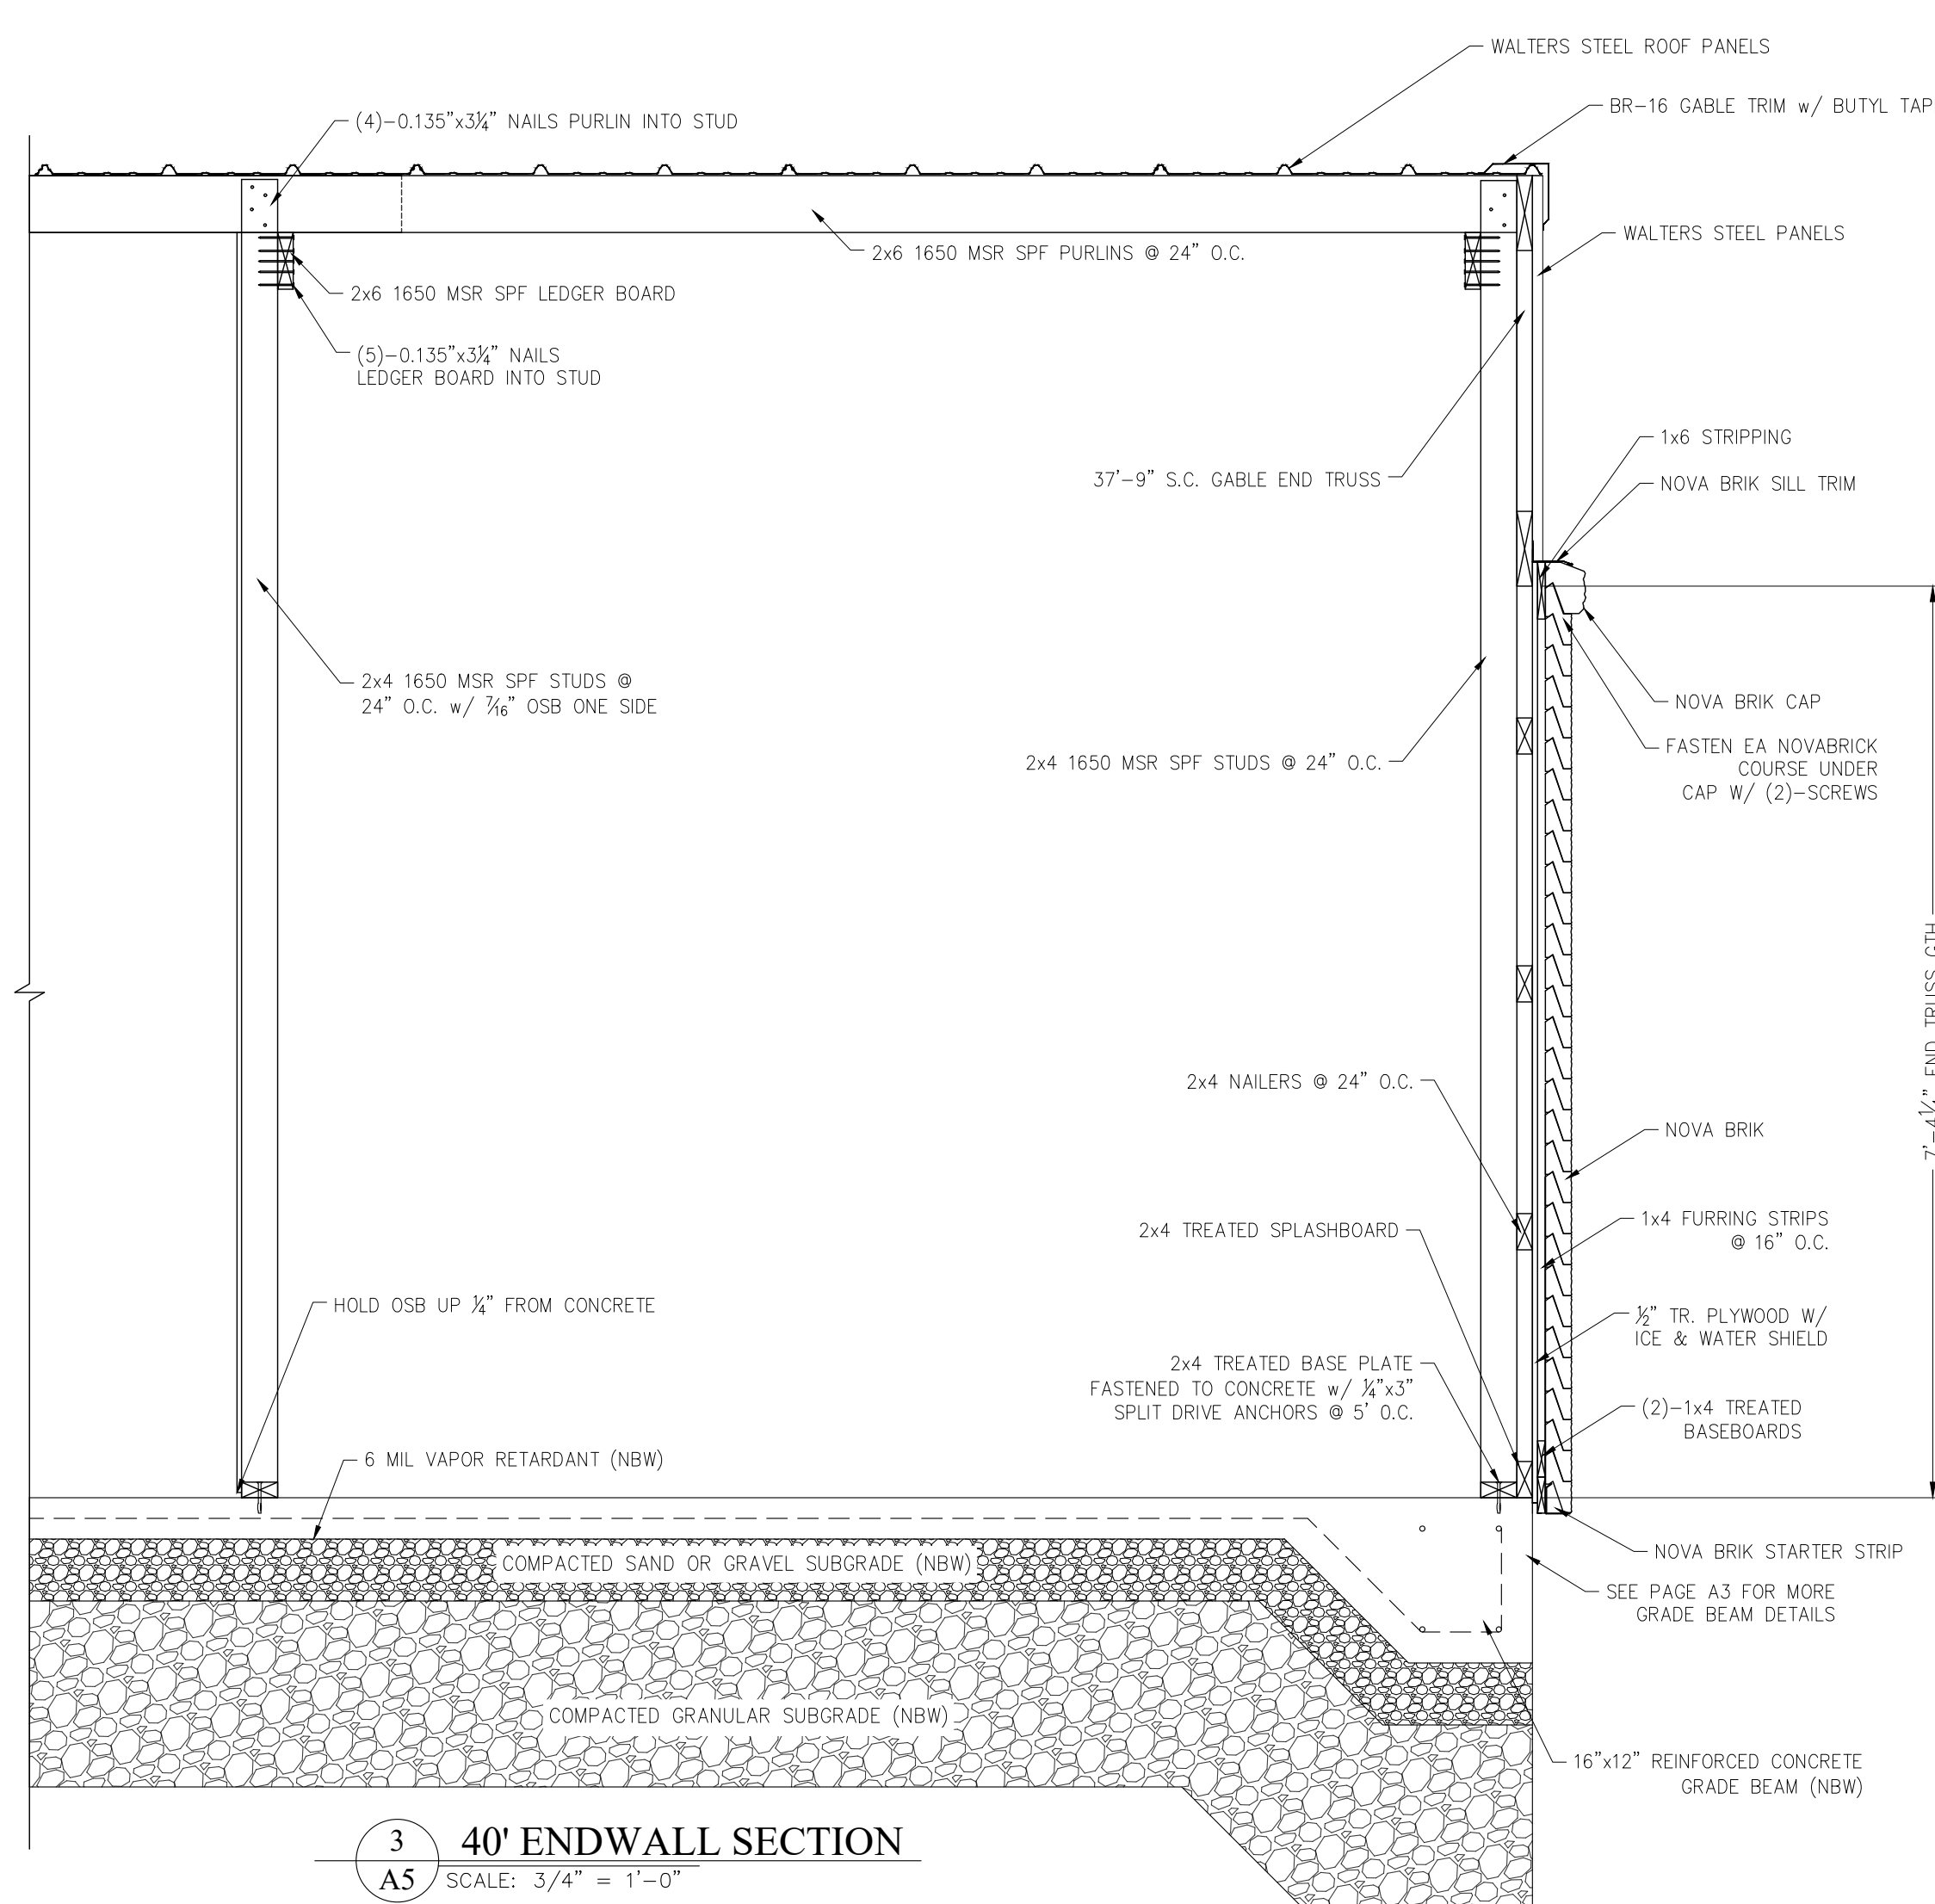 WALTERS STEEL ROOF PANELS
BR-16 GABLE TRIM w/ BUTYL TAP
(4)-0.135"x3¼" NAILS PURLIN INTO STUD
WALTERS STEEL PANELS
2x6 1650 MSR SPF PURLINS @ 24" O.C.
2x6 1650 MSR SPF LEDGER BOARD
(5)-0.135"x3¼" NAILS
LEDGER BOARD INTO STUD
1x6 STRIPPING
37'-9" S.C. GABLE END TRUSS
NOVA BRIK SILL TRIM
2x4 1650 MSR SPF STUDS @
24" O.C. w/ 7⁄16" OSB ONE SIDE
NOVA BRIK CAP
FASTEN EA NOVABRICK
COURSE UNDER
CAP W/ (2)-SCREWS
2x4 1650 MSR SPF STUDS @ 24" O.C.
7'-4¼" END TRUSS GTH
2x4 NAILERS @ 24" O.C.
NOVA BRIK
2x4 TREATED SPLASHBOARD
1x4 FURRING STRIPS
@ 16" O.C.
HOLD OSB UP ¼" FROM CONCRETE
½" TR. PLYWOOD W/
ICE & WATER SHIELD
2x4 TREATED BASE PLATE
FASTENED TO CONCRETE w/ ¼"x3"
SPLIT DRIVE ANCHORS @ 5' O.C.
(2)-1x4 TREATED
BASEBOARDS
6 MIL VAPOR RETARDANT (NBW)
COMPACTED SAND OR GRAVEL SUBGRADE (NBW)
NOVA BRIK STARTER STRIP
SEE PAGE A3 FOR MORE
GRADE BEAM DETAILS
COMPACTED GRANULAR SUBGRADE (NBW)
16"x12" REINFORCED CONCRETE
GRADE BEAM (NBW)
3
A5
40' ENDWALL SECTION
SCALE: 3/4" = 1'-0"